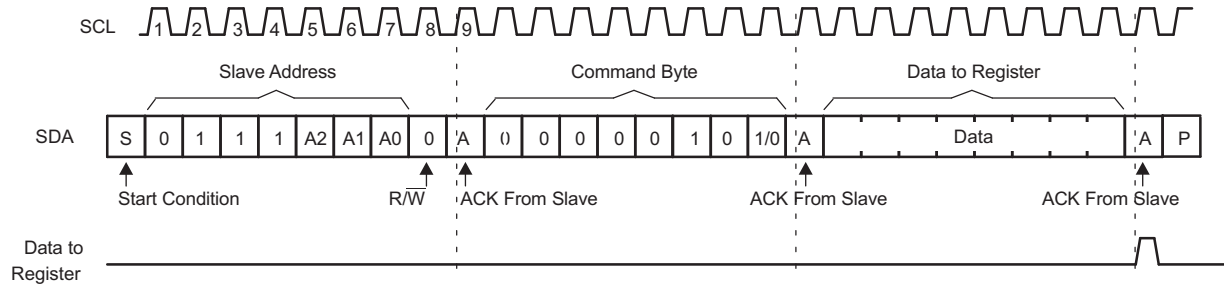 SCL 1 2 3 4 5 6 7 8 9
Slave Address Command Byte Data to Register
SDA S 0 1 1 1 A2 A1 A0 0 A 0 0 0 0 0 1 0 1/0 A Data A P
Start Condition R/W̅ ACK From Slave ACK From Slave ACK From Slave
Data to
Register